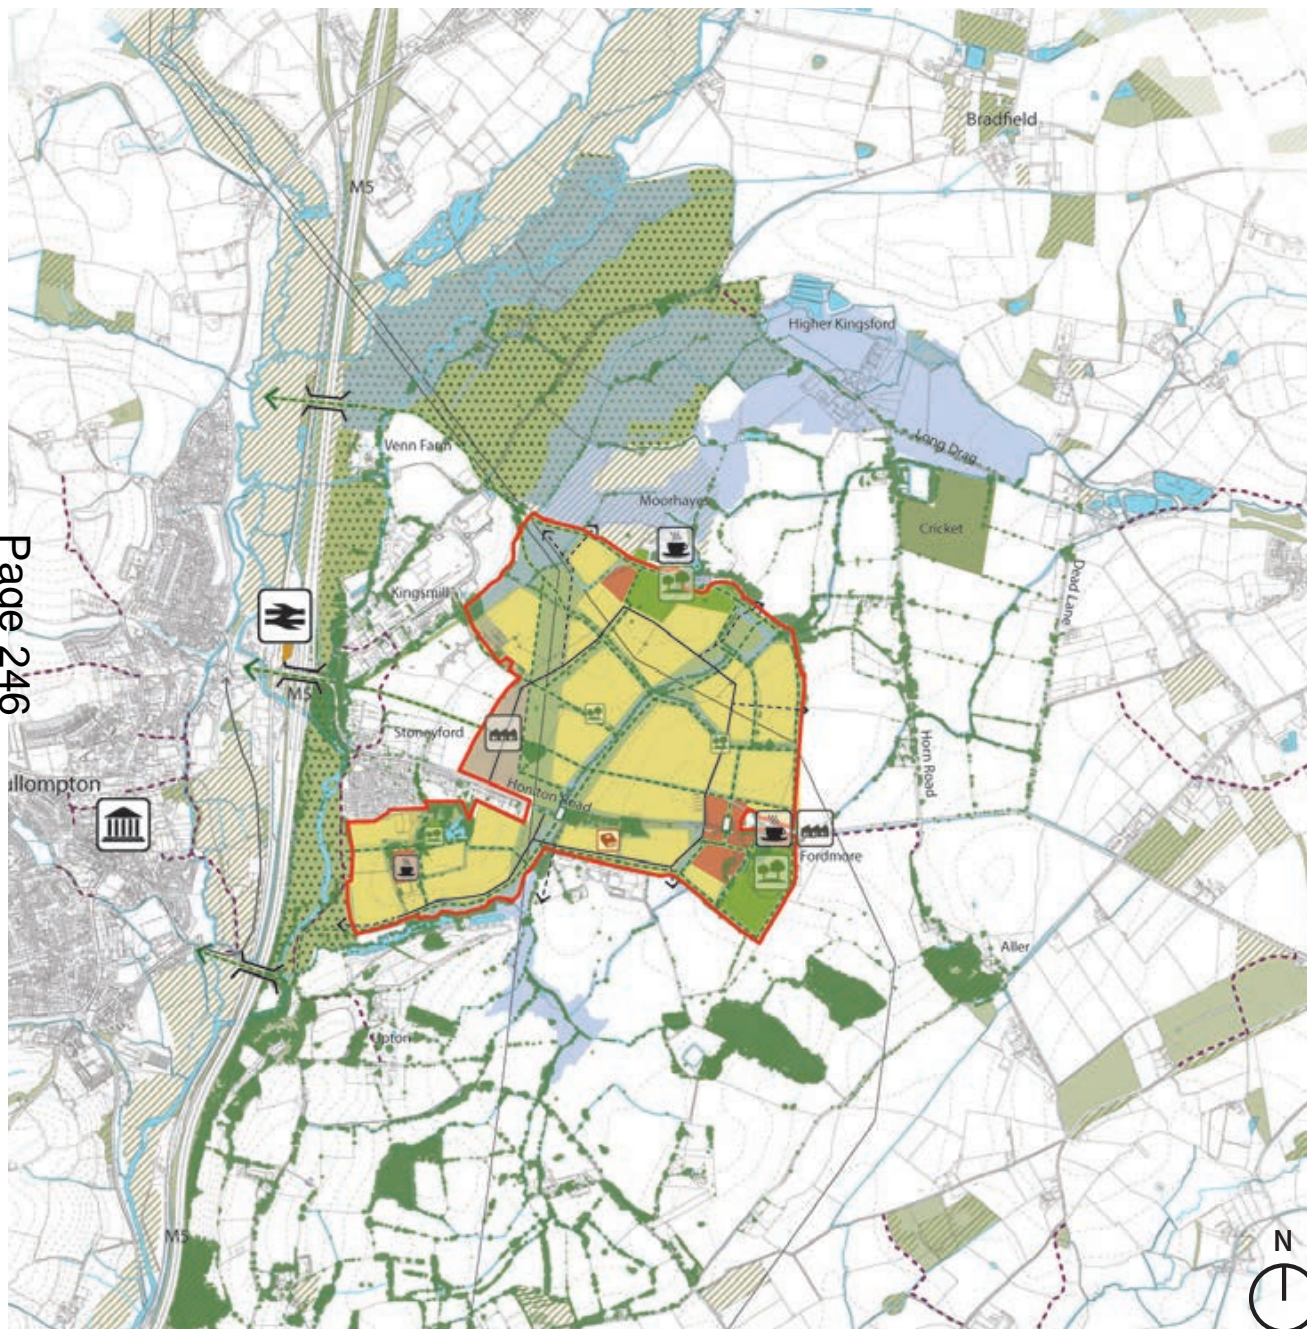 Bradfield
M5
Higher Kingsford
Long Drag
Venn Farm
Moorhayes
Cricket
Page 246
Kingsmill
Dead Lane
M5
Stoneyford
Horn Road
Honiton Road
ullompton
Fordmore
Aller
Upton
M5
N